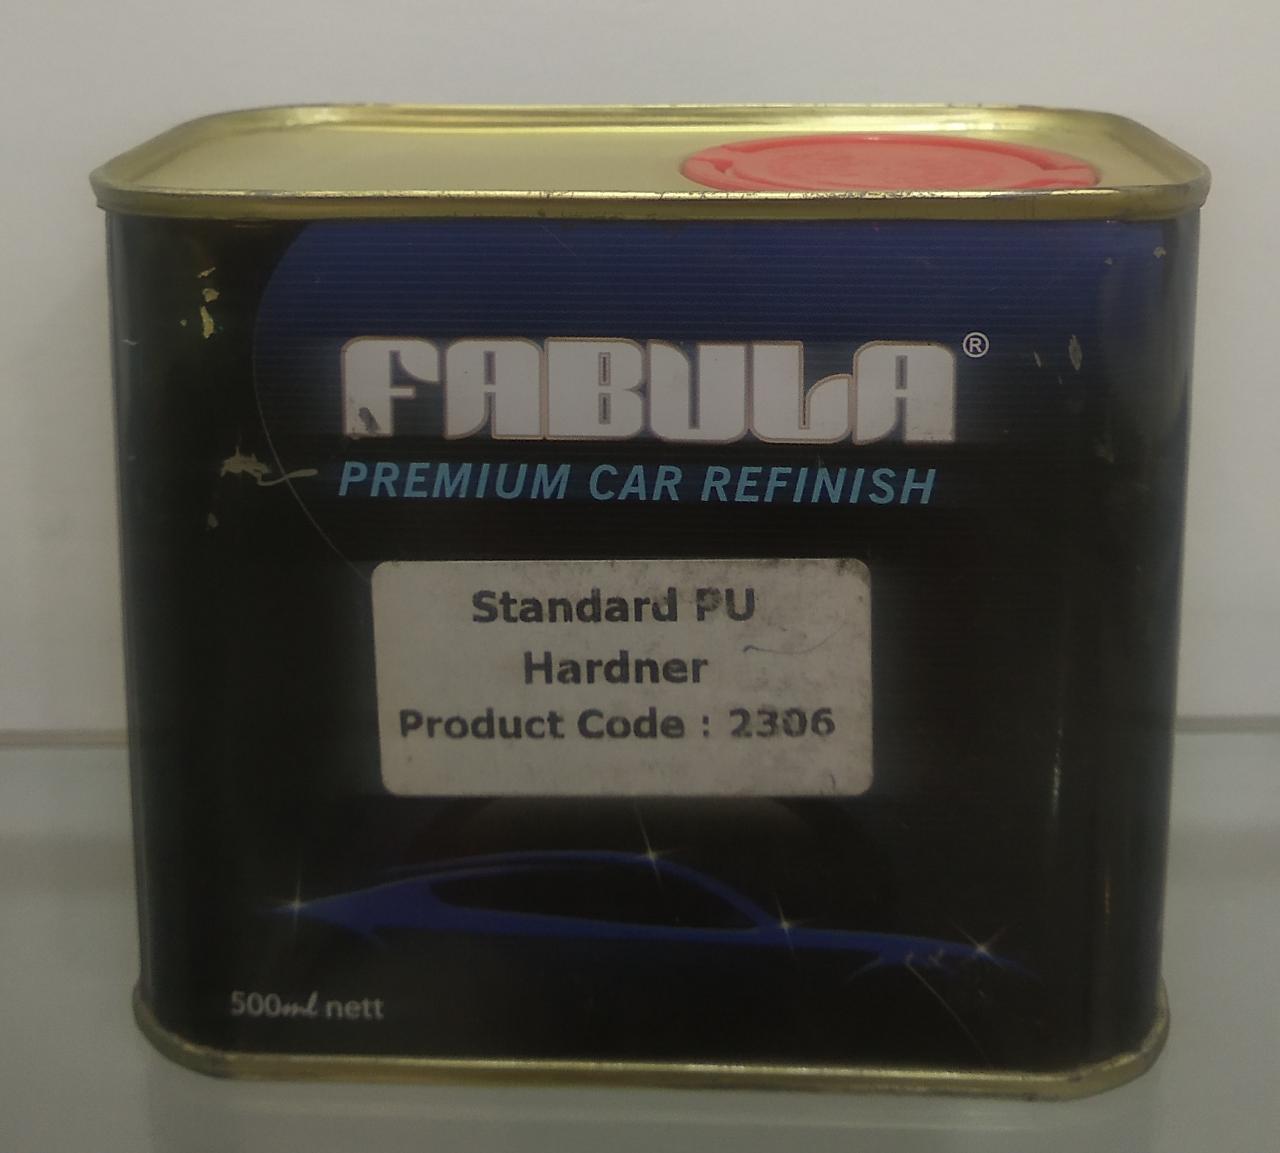 FABULA®
PREMIUM CAR REFINISH
Standard PU
Hardner
Product Code : 2306
500ml nett